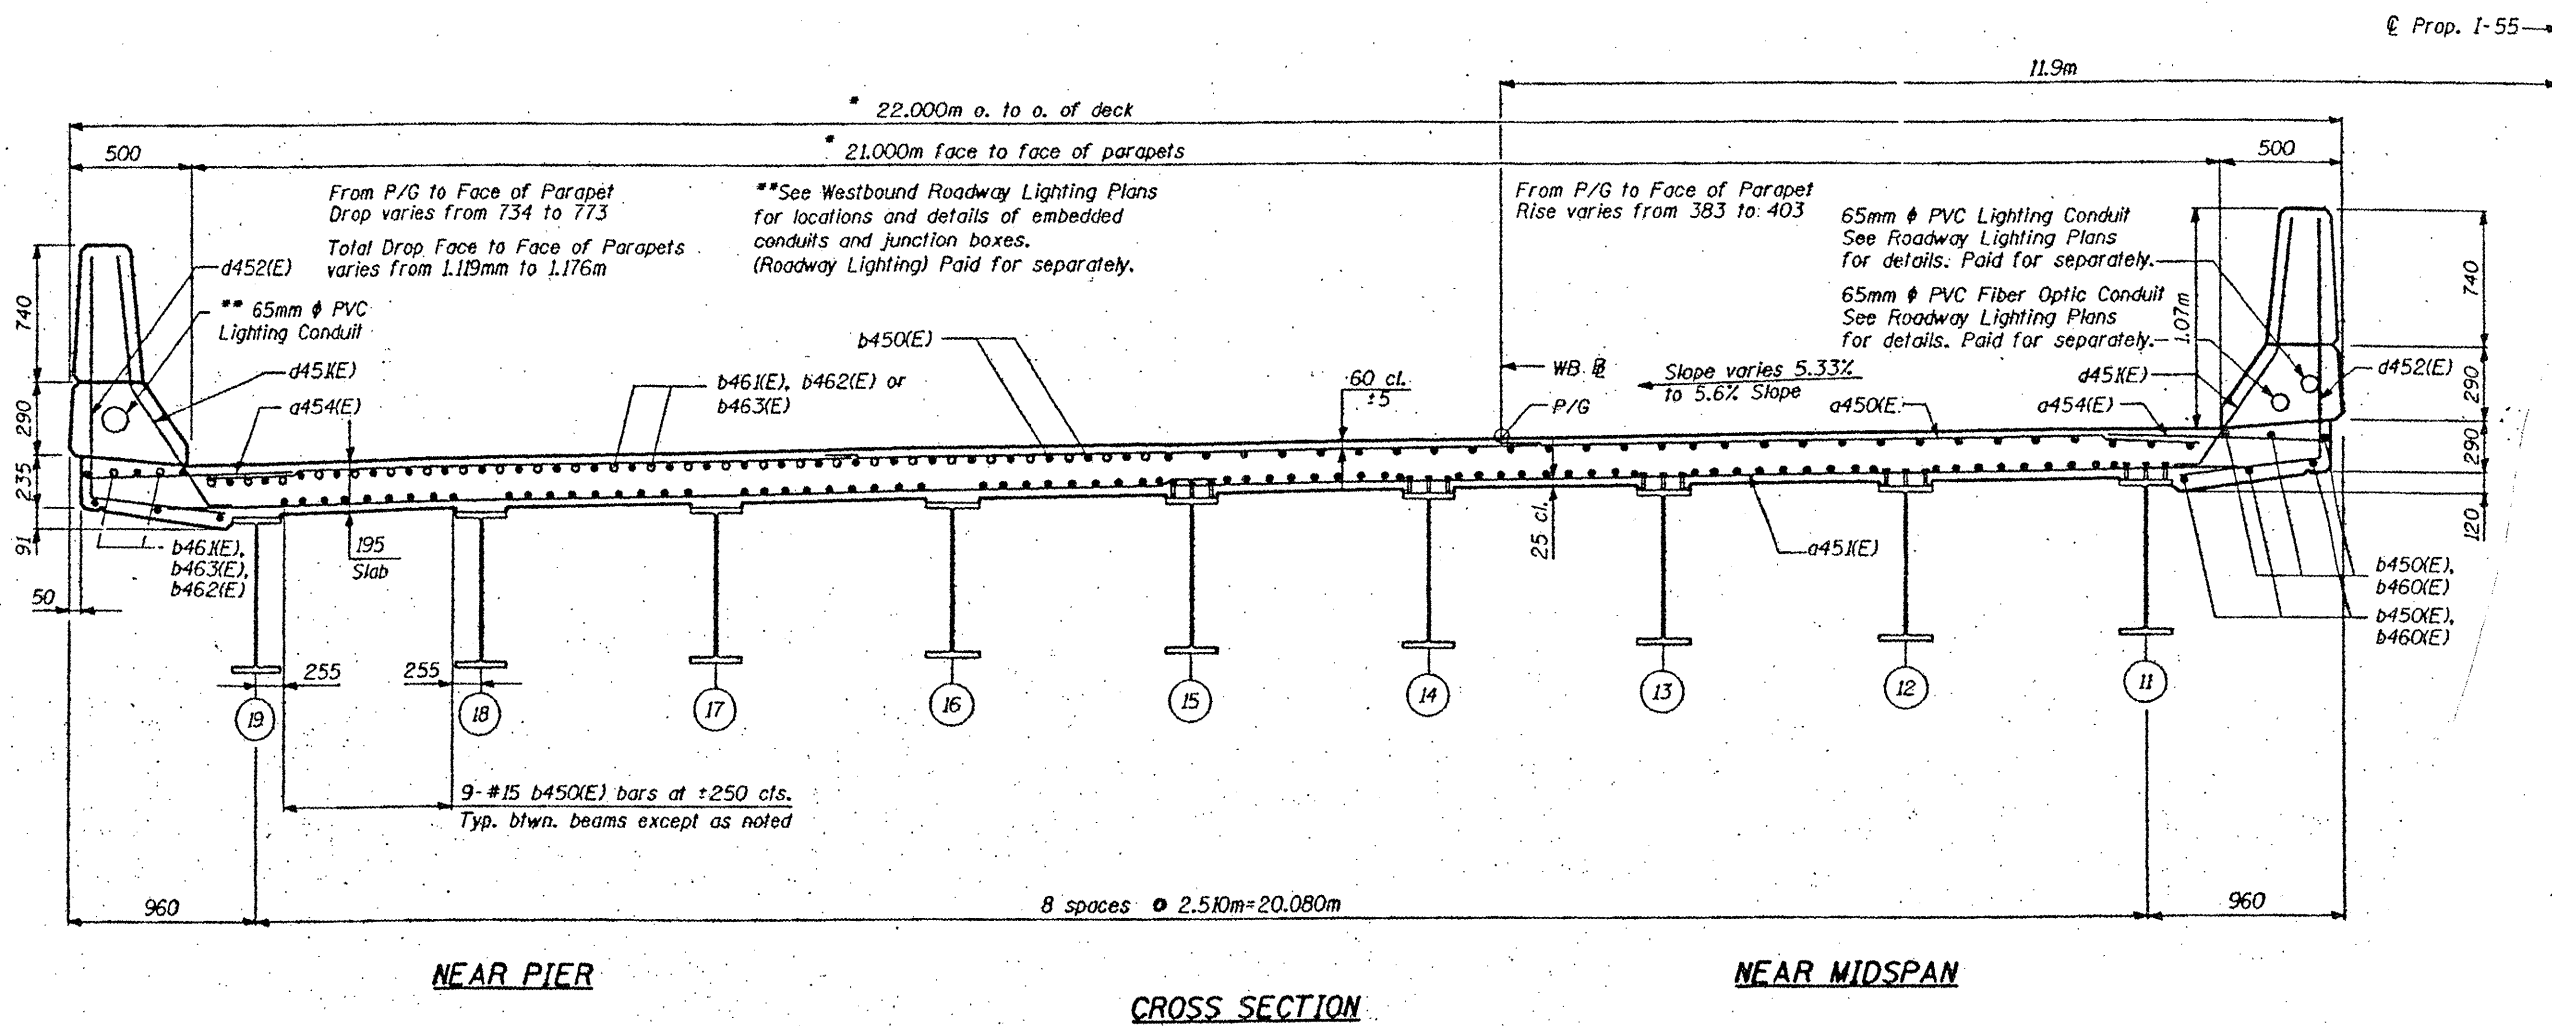 ℄ Prop. I-55
11.9m
* 22.000m o. to o. of deck
500
* 21.000m face to face of parapets
500
From P/G to Face of Parapet
Drop varies from 734 to 773
Total Drop Face to Face of Parapets
varies from 1.119mm to 1.176m
**See Westbound Roadway Lighting Plans
for locations and details of embedded
conduits and junction boxes.
(Roadway Lighting) Paid for separately.
From P/G to Face of Parapet
Rise varies from 383 to 403
65mm ϕ PVC Lighting Conduit
See Roadway Lighting Plans
for details. Paid for separately.
65mm ϕ PVC Fiber Optic Conduit
See Roadway Lighting Plans
for details. Paid for separately.
1.07m
740
290
235
91
740
290
290
120
d452(E)
** 65mm ϕ PVC
Lighting Conduit
d451(E)
a454(E)
b461(E), b462(E) or
b463(E)
b450(E)
60 cl.
±5
WB ⅊
P/G
Slope varies 5.33%
to 5.6% Slope
a450(E)
d451(E)
a454(E)
d452(E)
b461(E),
b463(E),
b462(E)
195
Slab
50
25 cl.
a451(E)
b450(E),
b460(E)
b450(E),
b460(E)
255
255
19
18
17
16
15
14
13
12
11
9-#15 b450(E) bars at ±250 cts.
Typ. btwn. beams except as noted
960
8 spaces @ 2.510m=20.080m
960
NEAR PIER
NEAR MIDSPAN
CROSS SECTION